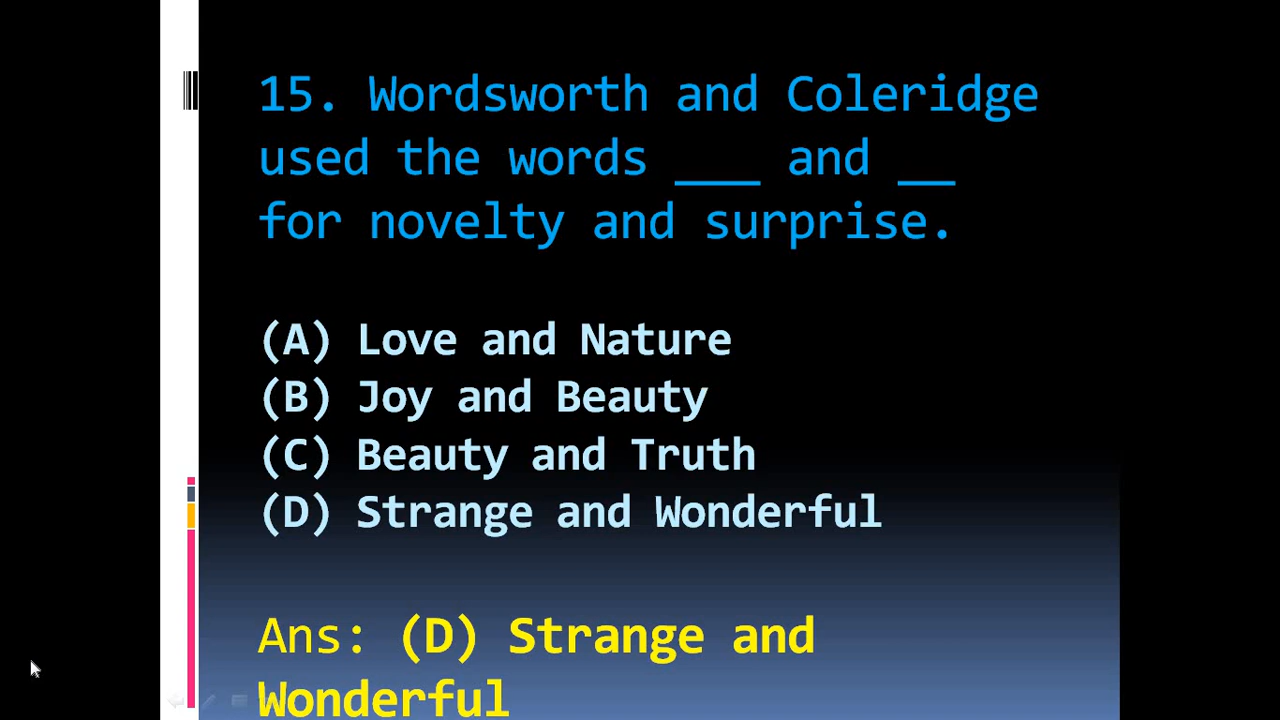 15. Wordsworth and Coleridge
used the words ___ and __
for novelty and surprise.
(A) Love and Nature
(B) Joy and Beauty
(C) Beauty and Truth
(D) Strange and Wonderful
Ans: (D) Strange and
Wonderful